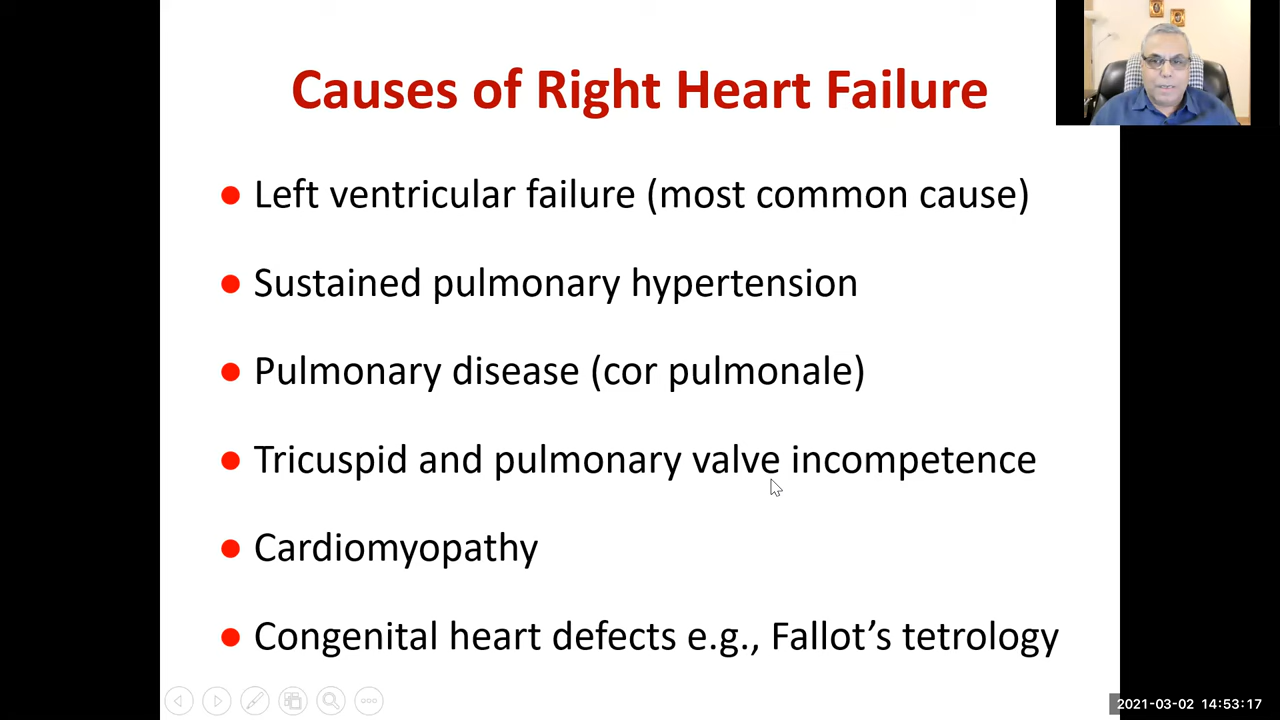 Causes of Right Heart Failure
Left ventricular failure (most common cause)
Sustained pulmonary hypertension
Pulmonary disease (cor pulmonale)
Tricuspid and pulmonary valve incompetence
Cardiomyopathy
Congenital heart defects e.g., Fallot’s tetrology
2021-03-02 14:53:17